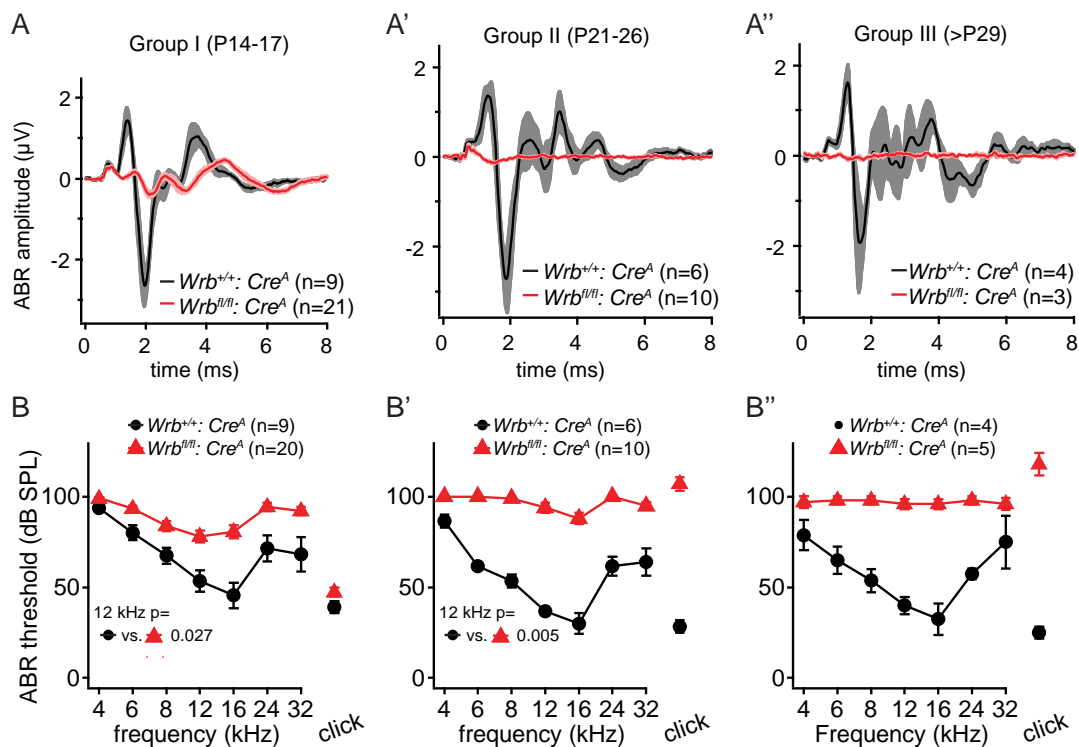 A
Group I (P14-17)
2
0
-2
ABR amplitude (µV)
Wrb+/+: CreA (n=9)
Wrbfl/fl: CreA (n=21)
0 2 4 6 8
time (ms)
A'
Group II (P21-26)
2
0
-2
Wrb+/+: CreA (n=6)
Wrbfl/fl: CreA (n=10)
0 2 4 6 8
time (ms)
A''
Group III (>P29)
2
0
-2
Wrb+/+: CreA (n=4)
Wrbfl/fl: CreA (n=3)
0 2 4 6 8
time (ms)
B
Wrb+/+: CreA (n=9)
Wrbfl/fl: CreA (n=20)
100
50
0
ABR threshold (dB SPL)
12 kHz p=
vs. 0.027
4 6 8 12 16 24 32
click
frequency (kHz)
B'
Wrb+/+: CreA (n=6)
Wrbfl/fl: CreA (n=10)
100
50
0
12 kHz p=
vs. 0.005
4 6 8 12 16 24 32
click
frequency (kHz)
B''
Wrb+/+: CreA (n=4)
Wrbfl/fl: CreA (n=5)
100
50
0
4 6 8 12 16 24 32
click
Frequency (kHz)